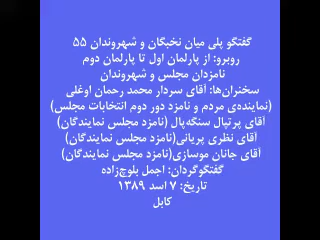 گفتگو پلی میان نخبگان و شهروندان ۵۵
روبرو: از پارلمان اول تا پارلمان دوم
نامزدان مجلس و شهروندان
سخنران‌ها: آقای سردار محمد رحمان اوغلی
(نماینده‌ی مردم و نامزد دور دوم انتخابات مجلس)
آقای پرتپال سنگه‌پال (نامزد مجلس نمایندگان)
آقای نظری پریانی(نامزد مجلس نمایندگان)
آقای جانان موسازی(نامزد مجلس نمایندگان)
گفتگوگردان: اجمل بلوچ‌زاده
تاریخ: ۷ اسد ۱۳۸۹
کابل